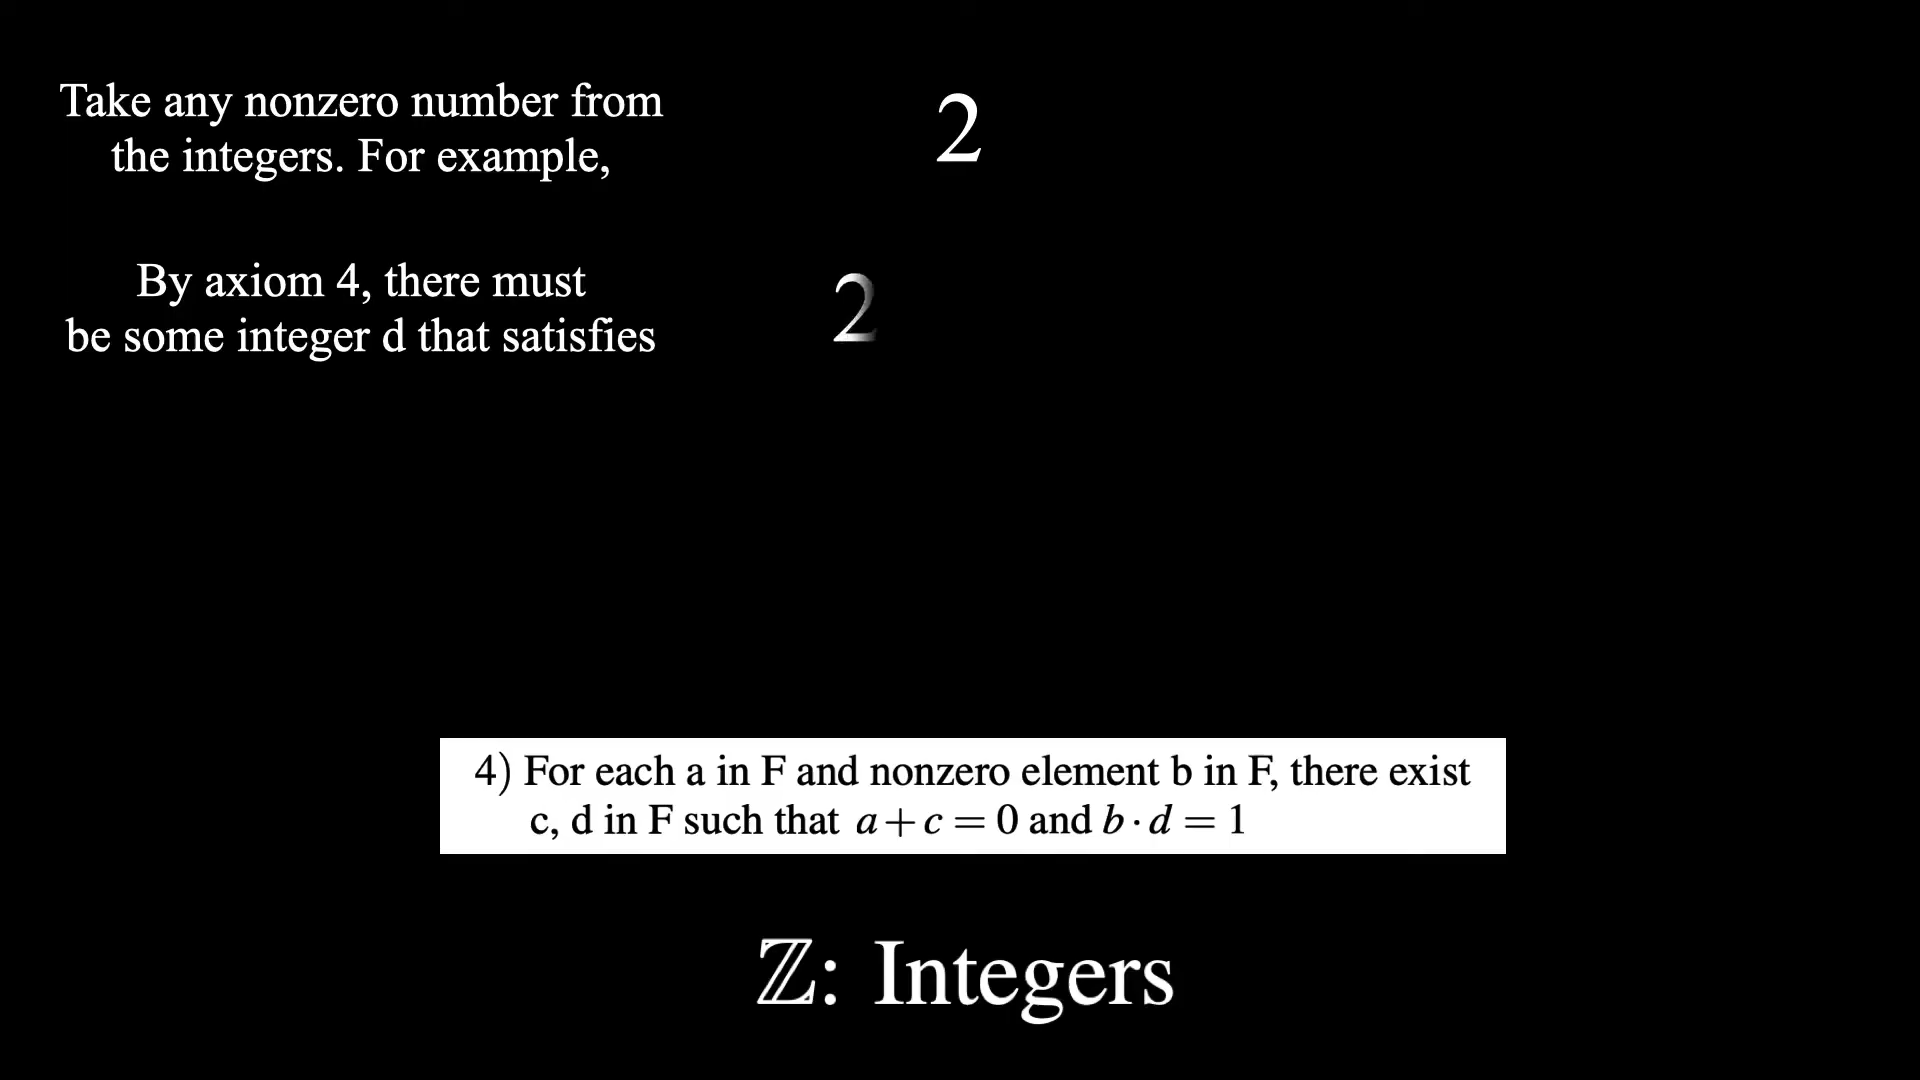 Take any nonzero number from
the integers. For example,
2
By axiom 4, there must
be some integer d that satisfies
2
4) For each a in F and nonzero element b in F, there exist
c, d in F such that a + c = 0 and b · d = 1
ℤ: Integers